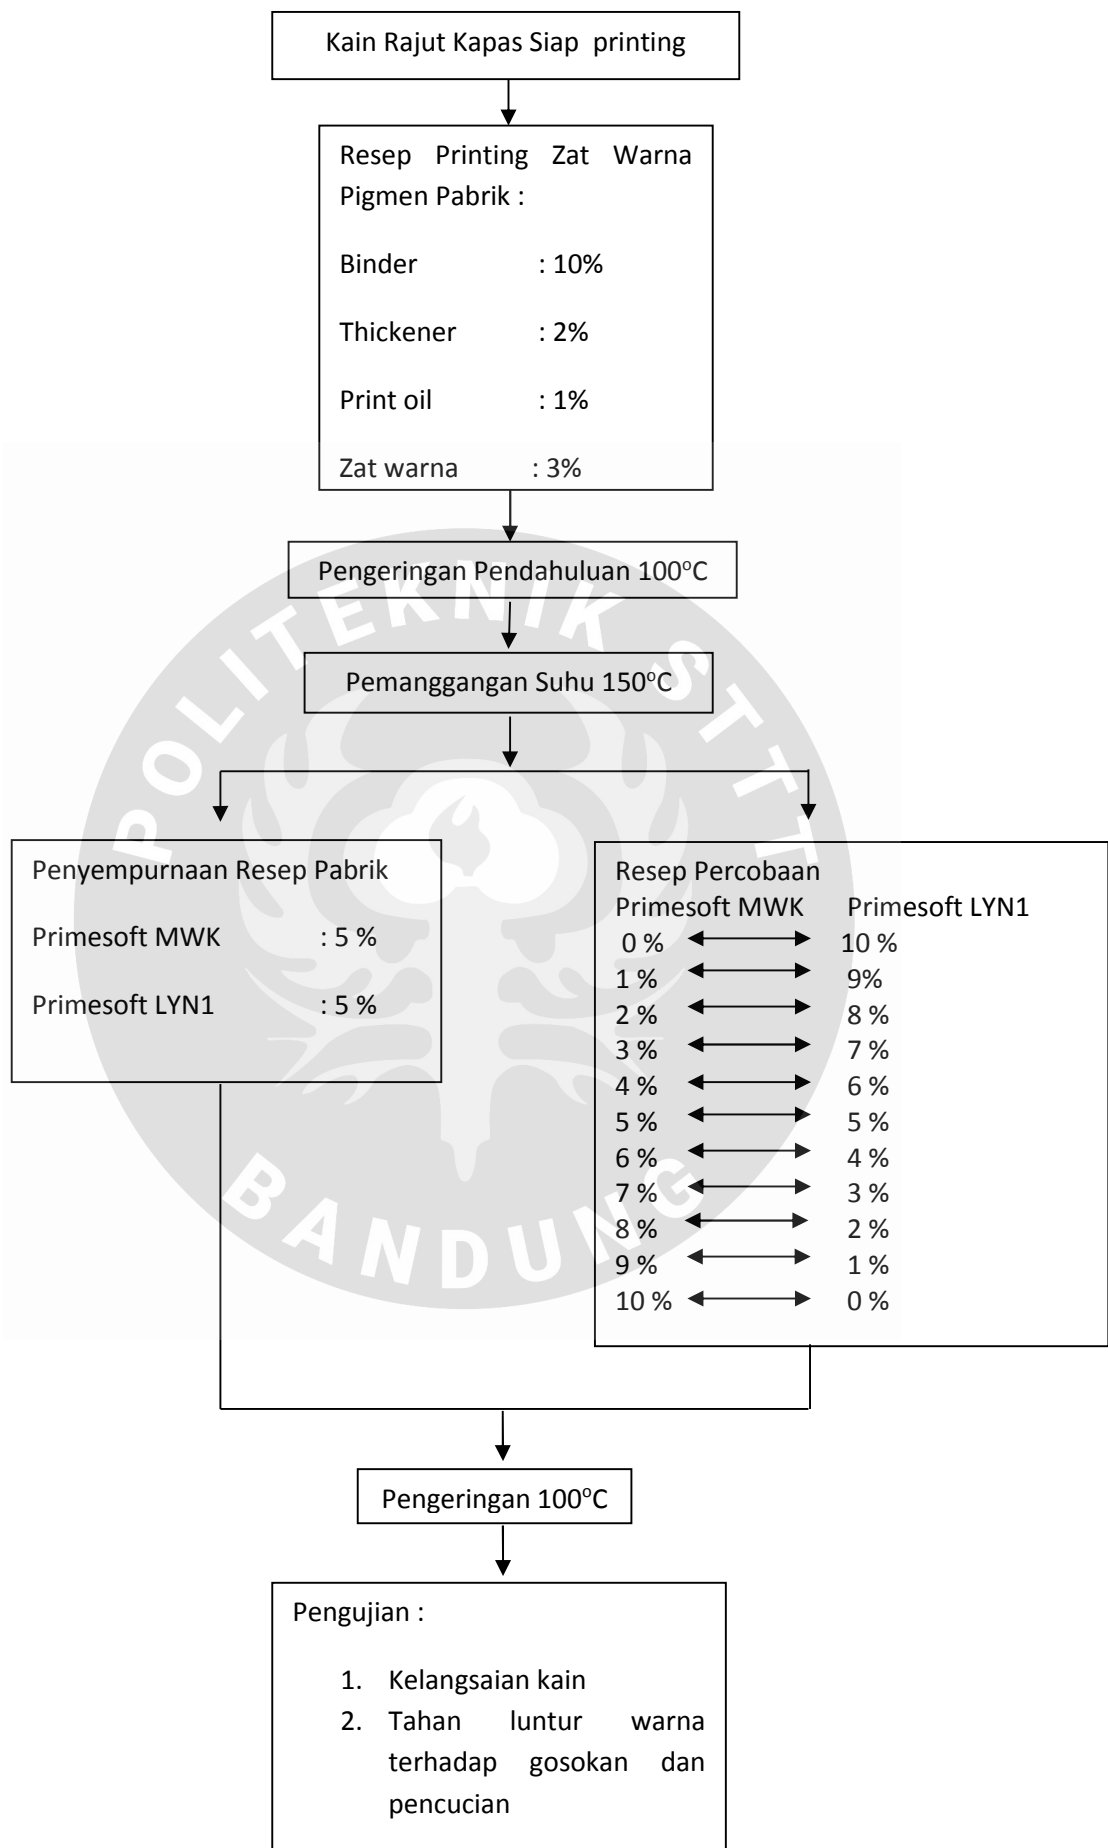 Kain Rajut Kapas Siap printing
Resep Printing Zat Warna
Pigmen Pabrik :
Binder : 10%
Thickener : 2%
Print oil : 1%
Zat warna : 3%
Pengeringan Pendahuluan 100°C
Pemanggangan Suhu 150°C
POLITEKNIK STTT
BANDUNG
Penyempurnaan Resep Pabrik
Primesoft MWK : 5 %
Primesoft LYN1 : 5 %
Resep Percobaan
Primesoft MWK Primesoft LYN1
0 % 10 %
1 % 9%
2 % 8 %
3 % 7 %
4 % 6 %
5 % 5 %
6 % 4 %
7 % 3 %
8 % 2 %
9 % 1 %
10 % 0 %
Pengeringan 100°C
Pengujian :
1. Kelangsaian kain
2. Tahan luntur warna
terhadap gosokan dan
pencucian